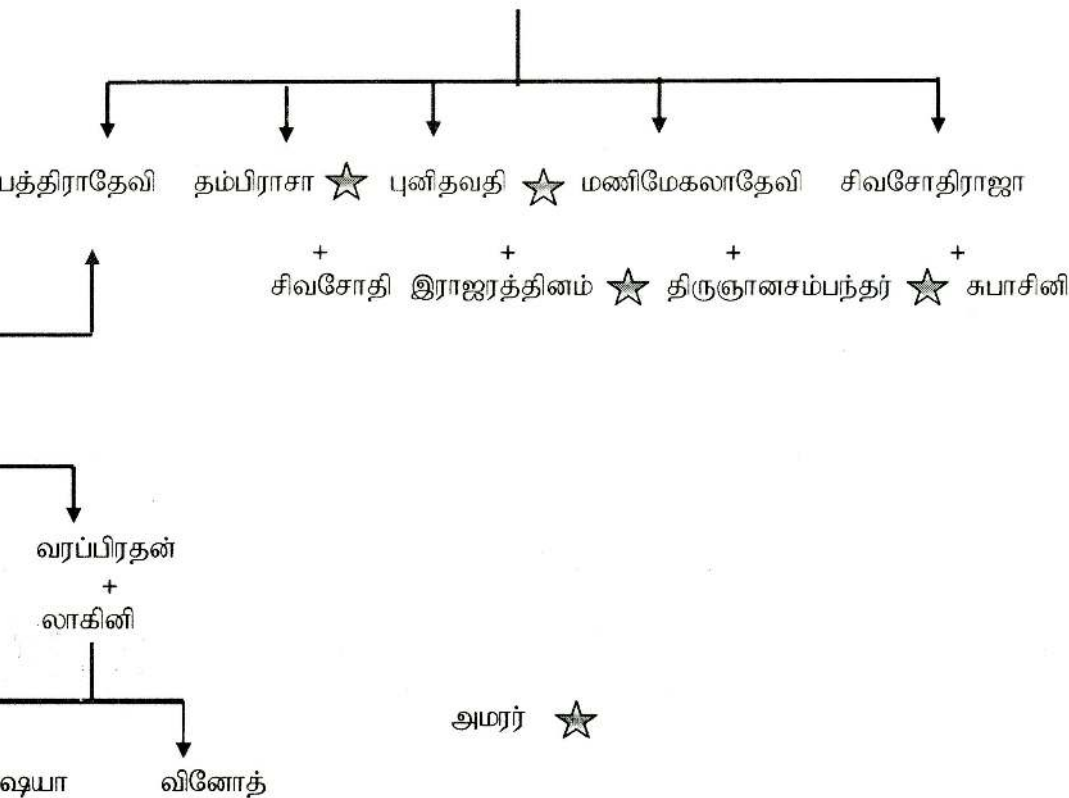 பத்திராதேவி தம்பிராசா புனிதவதி மணிமேகலாதேவி சிவசோதிராஜா
+ + + +
சிவசோதி இராஜரத்தினம் திருஞானசம்பந்தர் சுபாசினி
வரப்பிரதன்
+
லாகினி
அமரர்
ஷையா வினோத்